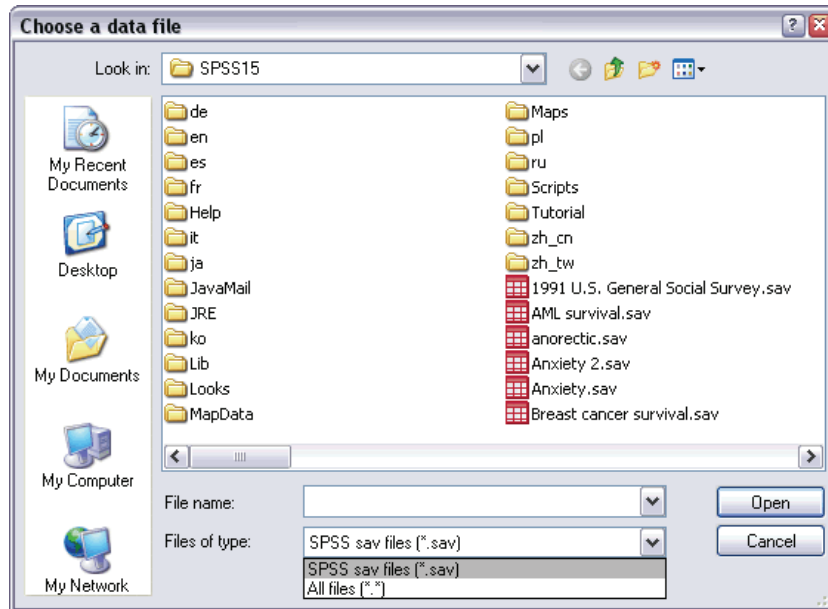 Choose a data file
Look in:
SPSS15
My Recent
Documents
Desktop
My Documents
My Computer
My Network
de
en
es
fr
Help
it
ja
JavaMail
JRE
ko
Lib
Looks
MapData
Maps
pl
ru
Scripts
Tutorial
zh_cn
zh_tw
1991 U.S. General Social Survey.sav
AML survival.sav
anorectic.sav
Anxiety 2.sav
Anxiety.sav
Breast cancer survival.sav
File name:
Open
Files of type:
SPSS sav files (*.sav)
Cancel
SPSS sav files (*.sav)
All files (*.*)